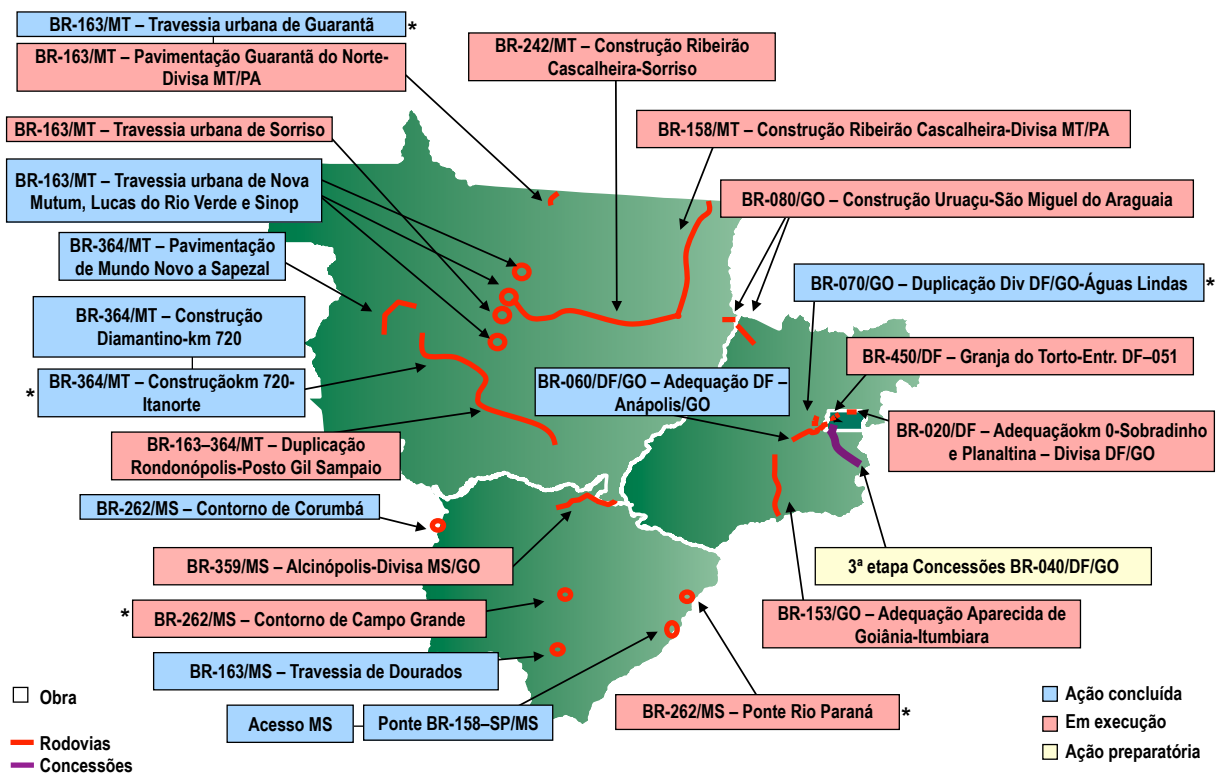 BR-163/MT – Travessia urbana de Guarantã
*
BR-163/MT – Pavimentação Guarantã do Norte-
Divisa MT/PA
BR-242/MT – Construção Ribeirão
Cascalheira-Sorriso
BR-163/MT – Travessia urbana de Sorriso
BR-158/MT – Construção Ribeirão Cascalheira-Divisa MT/PA
BR-163/MT – Travessia urbana de Nova
Mutum, Lucas do Rio Verde e Sinop
BR-080/GO – Construção Uruaçu-São Miguel do Araguaia
BR-364/MT – Pavimentação
de Mundo Novo a Sapezal
BR-070/GO – Duplicação Div DF/GO-Águas Lindas
*
BR-364/MT – Construção
Diamantino-km 720
BR-450/DF – Granja do Torto-Entr. DF–051
*
BR-364/MT – Construçãokm 720-
Itanorte
BR-060/DF/GO – Adequação DF –
Anápolis/GO
BR-163–364/MT – Duplicação
Rondonópolis-Posto Gil Sampaio
BR-020/DF – Adequaçãokm 0-Sobradinho
e Planaltina – Divisa DF/GO
BR-262/MS – Contorno de Corumbá
BR-359/MS – Alcinópolis-Divisa MS/GO
3ª etapa Concessões BR-040/DF/GO
*
BR-262/MS – Contorno de Campo Grande
BR-153/GO – Adequação Aparecida de
Goiânia-Itumbiara
BR-163/MS – Travessia de Dourados
BR-262/MS – Ponte Rio Paraná
*
Acesso MS
Ponte BR-158–SP/MS
Obra
Rodovias
Concessões
Ação concluída
Em execução
Ação preparatória